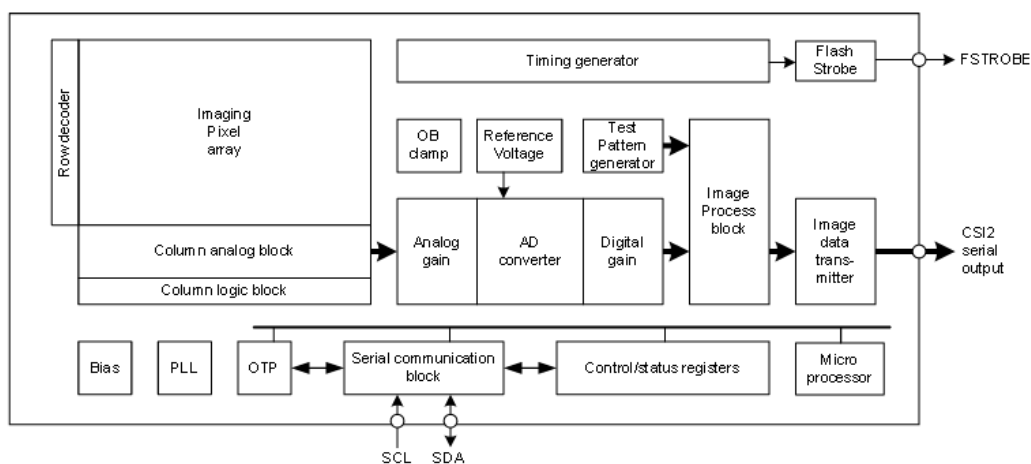 Row decoder
Imaging
Pixel
array
Timing generator
Flash
Strobe
FSTROBE
OB
clamp
Reference
Voltage
Test
Pattern
generator
Image
Process
block
Column analog block
Column logic block
Analog
gain
AD
converter
Digital
gain
Image
data
trans-
mitter
CSI2
serial
output
Bias
PLL
OTP
Serial communication
block
Control/status registers
Micro
processor
SCL
SDA